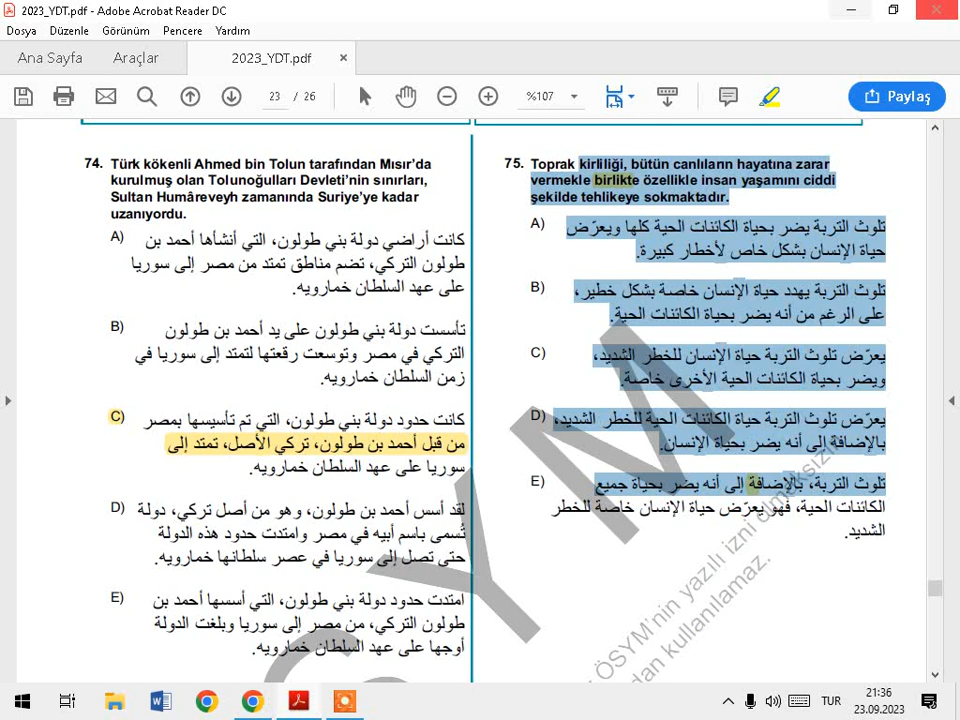 2023_YDT.pdf - Adobe Acrobat Reader DC
Dosya Düzenle Görünüm Pencere Yardım
Ana Sayfa Araçlar 2023_YDT.pdf ×
23 / 26 %107 Paylaş
74. Türk kökenli Ahmed bin Tolun tarafından Mısır’da
kurulmuş olan Tolunoğulları Devleti’nin sınırları,
Sultan Humâreveyh zamanında Suriye’ye kadar
uzanıyordu.
A) كانت أراضي دولة بني طولون، التي أنشأها أحمد بن
طولون التركي، تضم مناطق تمتد من مصر إلى سوريا
على عهد السلطان خمارويه.
B) تأسست دولة بني طولون على يد أحمد بن طولون
التركي في مصر وتوسعت رقعتها لتمتد إلى سوريا في
زمن السلطان خمارويه.
C) كانت حدود دولة بني طولون، التي تم تأسيسها بمصر
من قبل أحمد بن طولون، تركي الأصل، تمتد إلى
سوريا على عهد السلطان خمارويه.
D) لقد أسس أحمد بن طولون، وهو من أصل تركي، دولة
تُسمى باسم أبيه في مصر وامتدت حدود هذه الدولة
حتى تصل إلى سوريا في عصر سلطانها خمارويه.
E) امتدت حدود دولة بني طولون، التي أسسها أحمد بن
طولون التركي، من مصر إلى سوريا وبلغت الدولة
أوجها على عهد السلطان خمارويه.
75. Toprak kirliliği, bütün canlıların hayatına zarar
vermekle birlikte özellikle insan yaşamını ciddi
şekilde tehlikeye sokmaktadır.
A) تلوث التربة يضر بحياة الكائنات الحية كلها ويعرّض
حياة الإنسان بشكل خاص لأخطار كبيرة.
B) تلوث التربة يهدد حياة الإنسان خاصة بشكل خطير،
على الرغم من أنه يضر بحياة الكائنات الحية.
C) يعرّض تلوث التربة حياة الإنسان للخطر الشديد،
ويضر بحياة الكائنات الحية الأخرى خاصة.
D) يعرّض تلوث التربة حياة الكائنات الحية للخطر الشديد،
بالإضافة إلى أنه يضر بحياة الإنسان.
E) تلوث التربة، بالإضافة إلى أنه يضر بحياة جميع
الكائنات الحية، فهو يعرّض حياة الإنسان خاصة للخطر
الشديد.
SYM
ÖSYM’nin yazılı izni olmaksızın
dan kullanılamaz.
TUR 21:36
23.09.2023